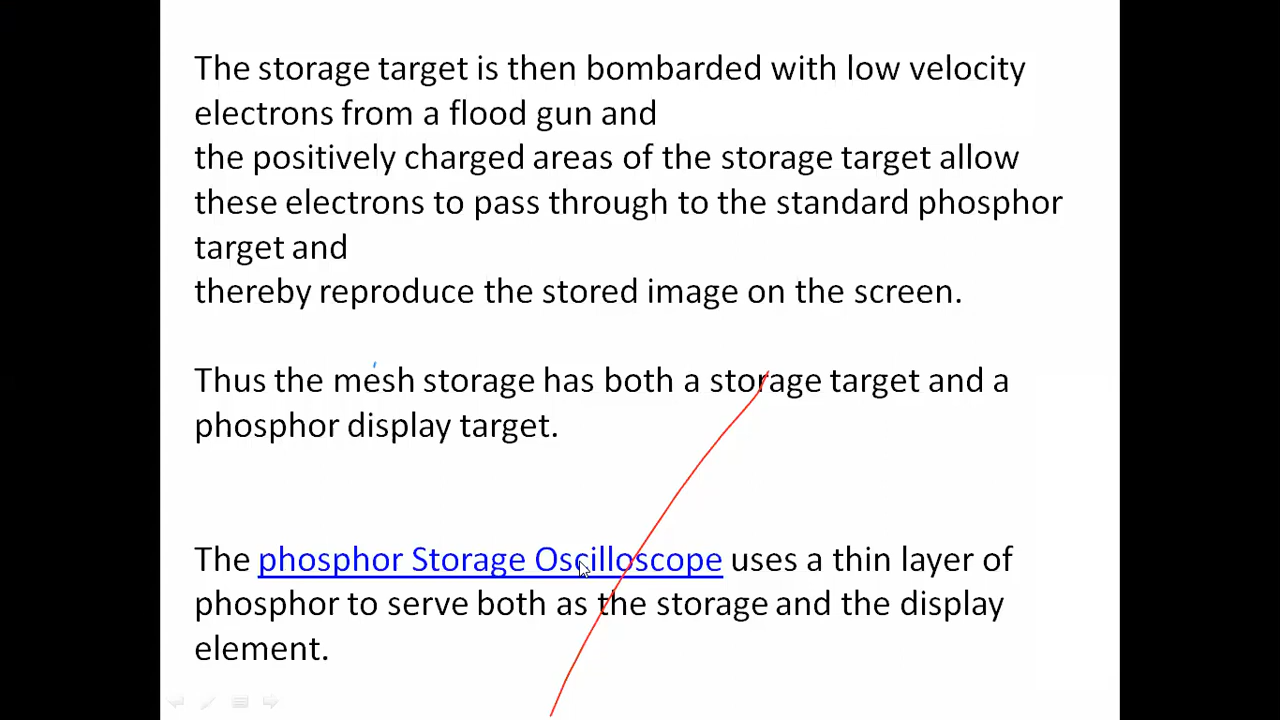 The storage target is then bombarded with low velocity
electrons from a flood gun and
the positively charged areas of the storage target allow
these electrons to pass through to the standard phosphor
target and
thereby reproduce the stored image on the screen.
Thus the mesh storage has both a storage target and a
phosphor display target.
The phosphor Storage Oscilloscope uses a thin layer of
phosphor to serve both as the storage and the display
element.